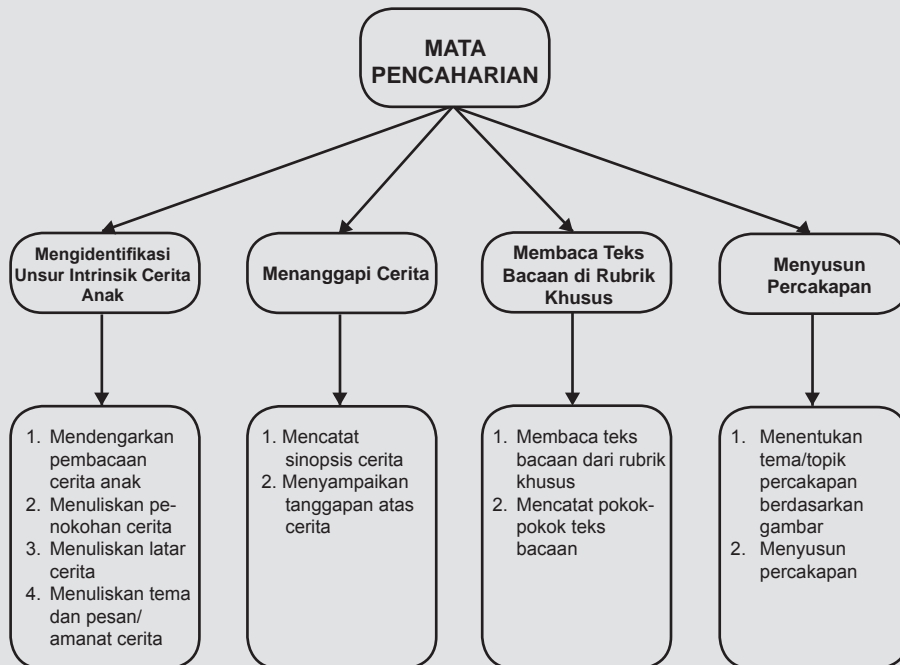 MATA
PENCAHARIAN
Mengidentifikasi
Unsur Intrinsik Cerita
Anak
Menanggapi Cerita
Membaca Teks
Bacaan di Rubrik
Khusus
Menyusun
Percakapan
1. Mendengarkan
pembacaan
cerita anak
2. Menuliskan pe-
nokohan cerita
3. Menuliskan latar
cerita
4. Menuliskan tema
dan pesan/
amanat cerita
1. Mencatat
sinopsis cerita
2. Menyampaikan
tanggapan atas
cerita
1. Membaca teks
bacaan dari rubrik
khusus
2. Mencatat pokok-
pokok teks
bacaan
1. Menentukan
tema/topik
percakapan
berdasarkan
gambar
2. Menyusun
percakapan